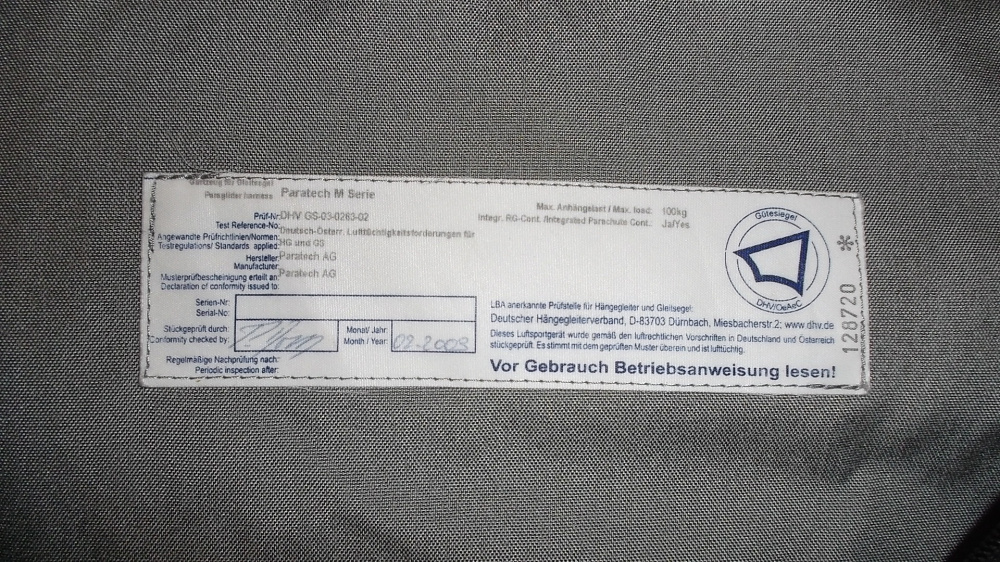 Gurtzeug für Gleitsegel
Paraglider harness Paratech M Serie
Max. Anhängelast / Max. load: 100kg
Integr. RG-Cont. /Integrated Parachute Cont.: Ja/Yes
Prüf-Nr: DHV GS-03-0263-02
Test Reference-No:
Deutsch-Österr. Lufttüchtigkeitsforderungen für
Angewandte Prüfrichtlinien/Normen:
HG und GS
Testregulations/ Standards applied:
Hersteller: Paratech AG
Manufacturer:
Musterprüfbescheinigung erteilt an: Paratech AG
Declaration of conformity issued to:
Serien-Nr:
Serial-No:
Stückgeprüft durch:
Conformity checked by:
Monat/ Jahr:
Month / Year: 09-2008
Regelmäßige Nachprüfung nach:
Periodic inspection after:
LBA anerkannte Prüfstelle für Hängegleiter und Gleitsegel:
Deutscher Hängegleiterverband, D-83703 Dürnbach, Miesbacherstr.2; www.dhv.de
Dieses Luftsportgerät wurde gemäß den luftrechtlichen Vorschriften in Deutschland und Österreich
stückgeprüft. Es stimmt mit dem geprüften Muster überein und ist lufttüchtig.
Vor Gebrauch Betriebsanweisung lesen!
Gütesiegel
DHV/OeAeC
128720 *